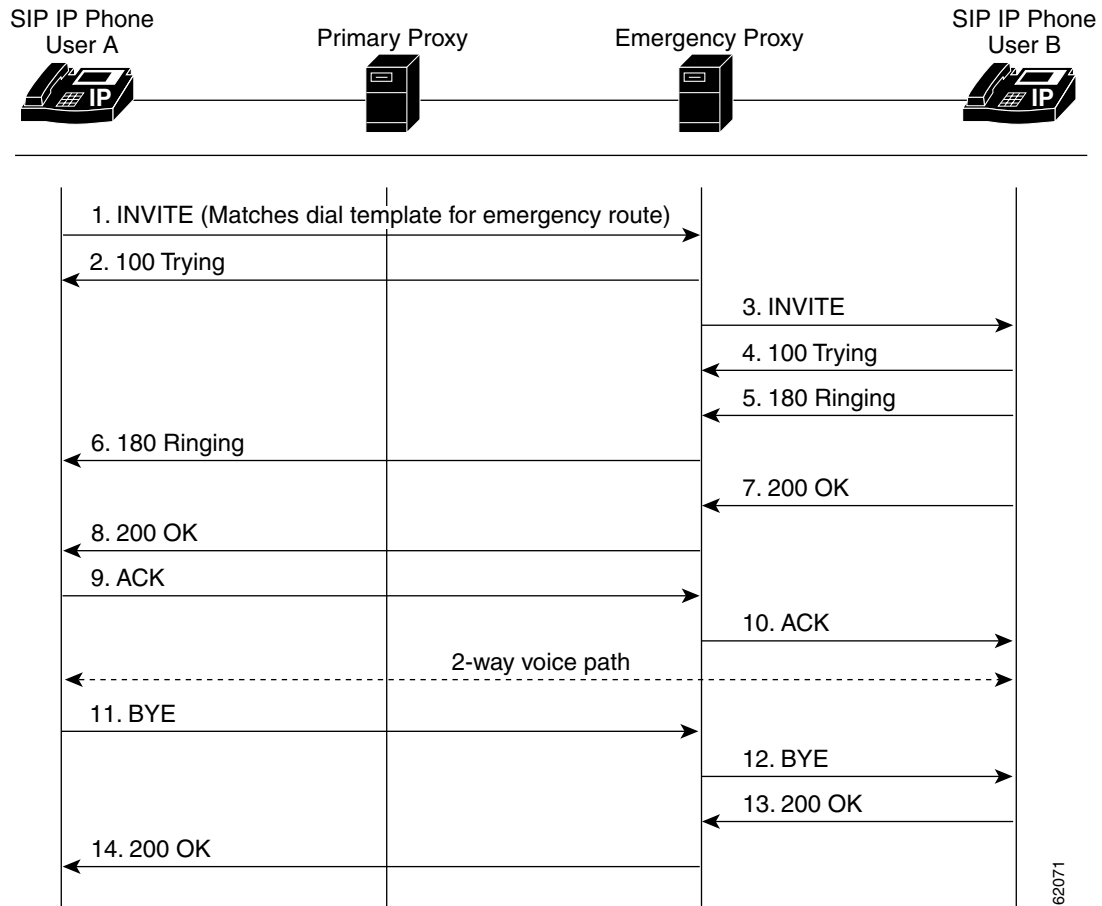 SIP IP Phone
User A
Primary Proxy
Emergency Proxy
SIP IP Phone
User B
IP
IP
1. INVITE (Matches dial template for emergency route)
2. 100 Trying
3. INVITE
4. 100 Trying
5. 180 Ringing
6. 180 Ringing
7. 200 OK
8. 200 OK
9. ACK
10. ACK
2-way voice path
11. BYE
12. BYE
13. 200 OK
14. 200 OK
62071